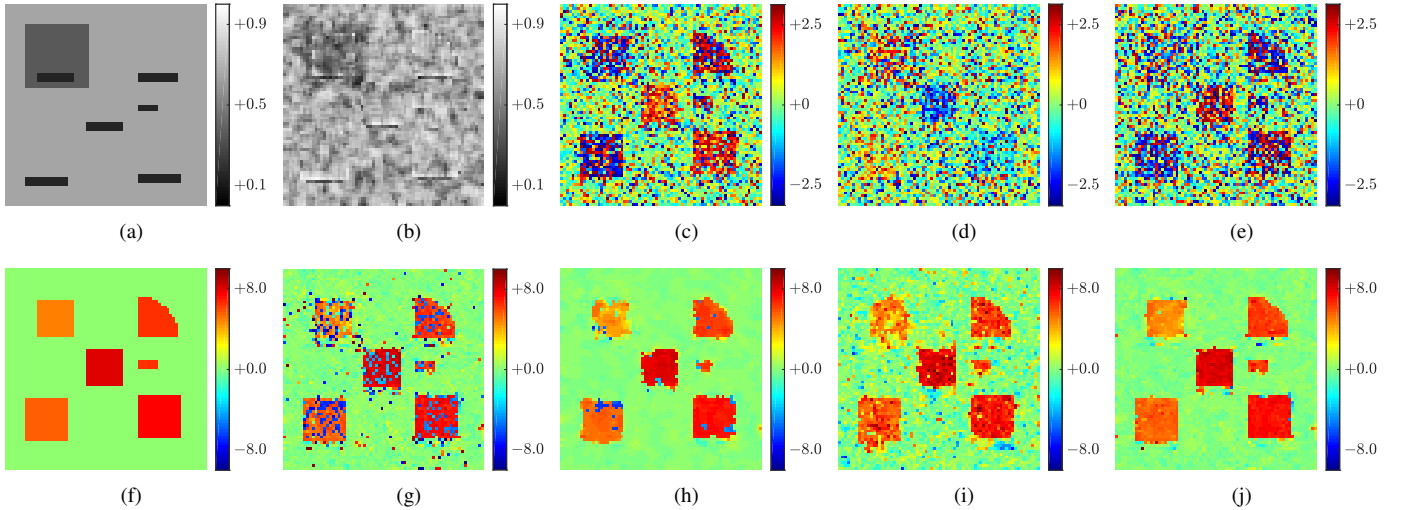 +0.9 +0.9 +2.5 +2.5 +2.5
+0.5 +0.5 +0 +0 +0
+0.1 +0.1 −2.5 −2.5 −2.5
(a) (b) (c) (d) (e)
+8.0 +8.0 +8.0 +8.0 +8.0
+0.0 +0.0 +0.0 +0.0 +0.0
−8.0 −8.0 −8.0 −8.0 −8.0
(f) (g) (h) (i) (j)